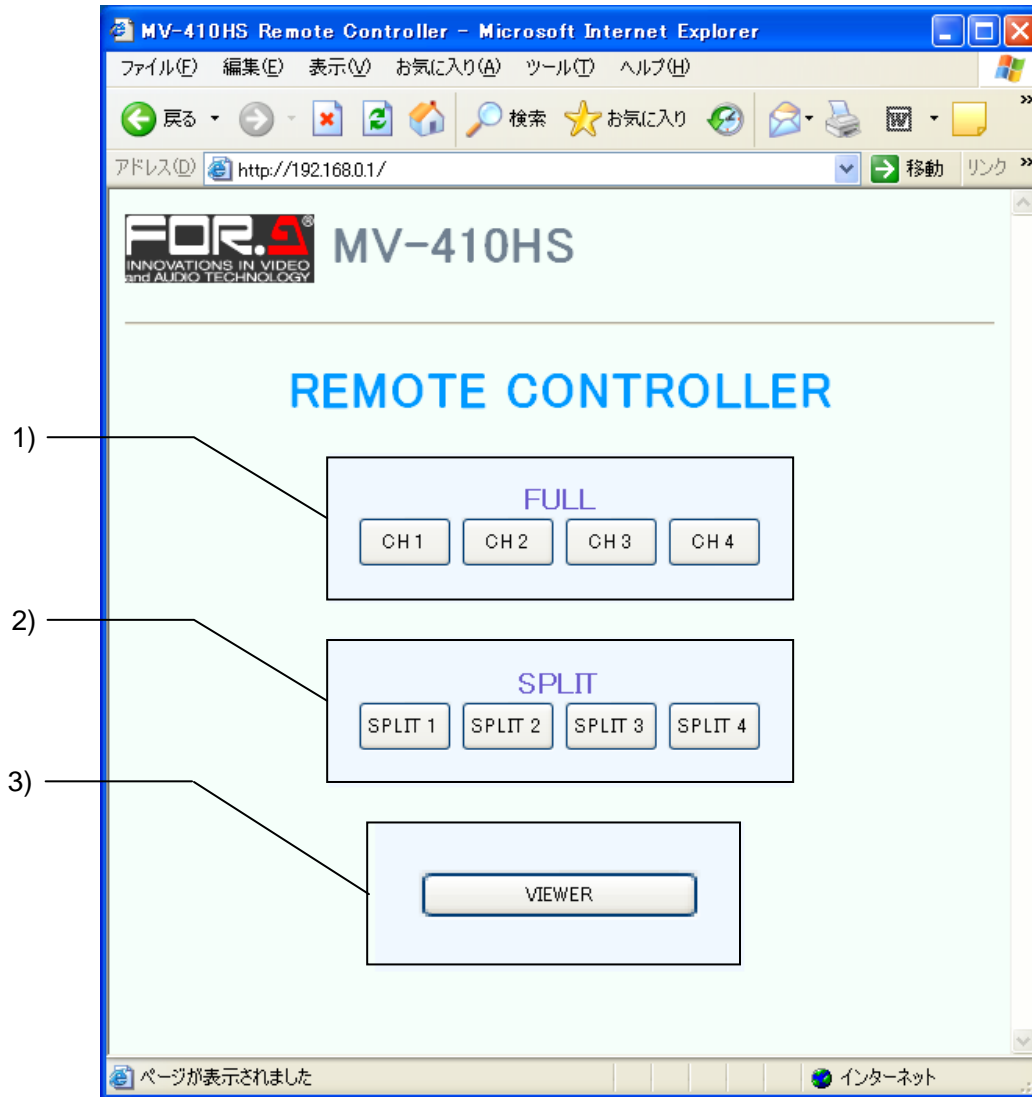 MV-410HS Remote Controller - Microsoft Internet Explorer
ファイル(F) 編集(E) 表示(V) お気に入り(A) ツール(T) ヘルプ(H)
戻る 検索 お気に入り
アドレス(D) http://192.168.0.1/ 移動 リンク
FOR.A®
INNOVATIONS IN VIDEO
and AUDIO TECHNOLOGY
MV-410HS
REMOTE CONTROLLER
1)
FULL
CH 1 CH 2 CH 3 CH 4
2)
SPLIT
SPLIT 1 SPLIT 2 SPLIT 3 SPLIT 4
3)
VIEWER
ページが表示されました インターネット